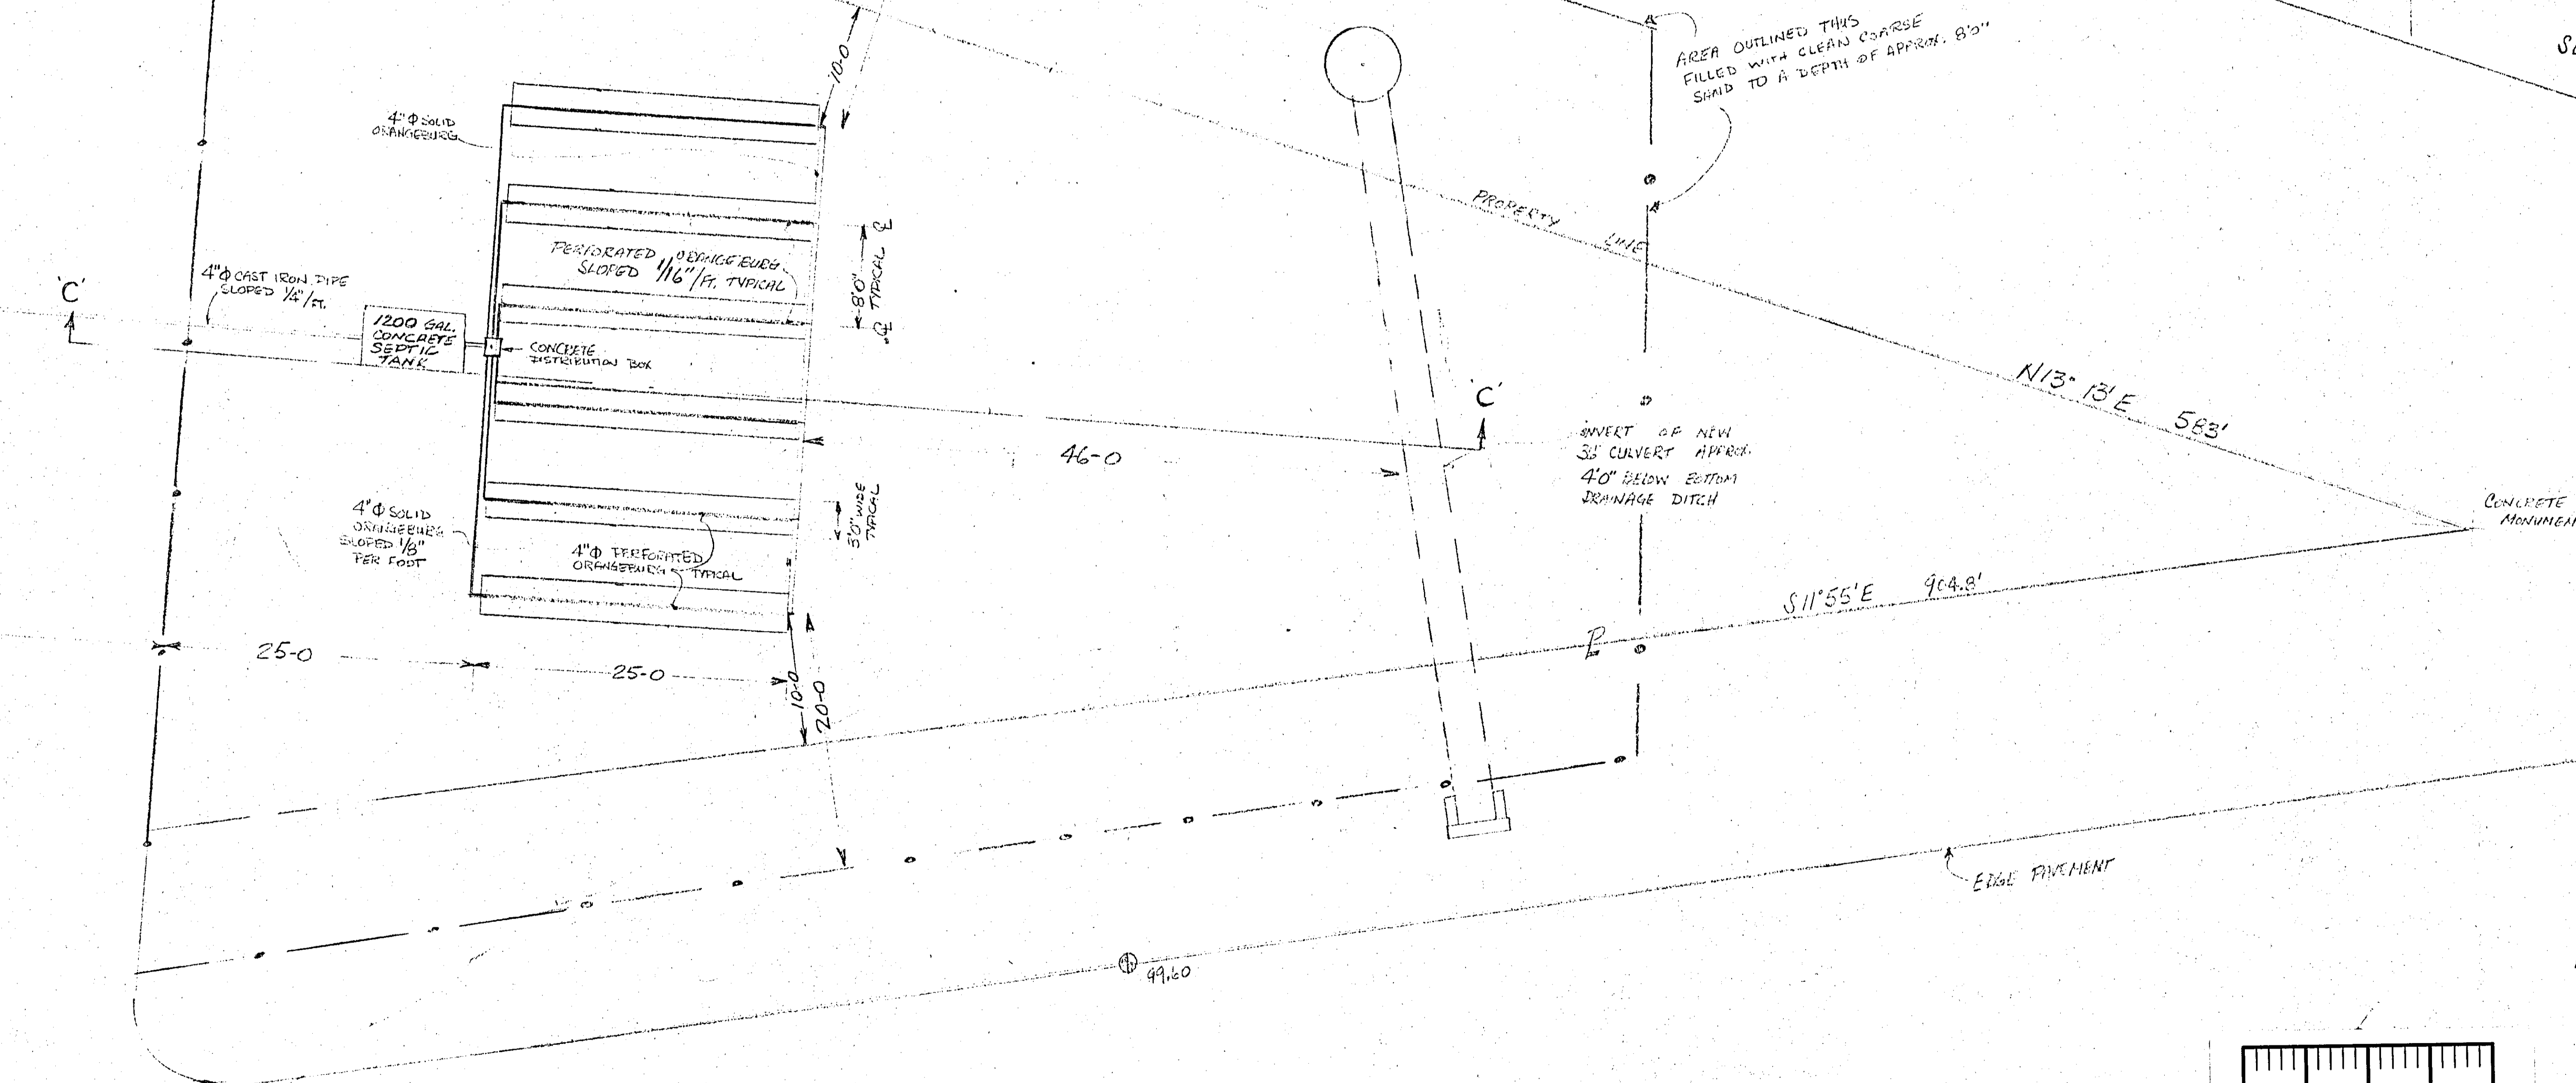 AREA OUTLINED THUS
FILLED WITH CLEAN COARSE
SAND TO A DEPTH OF APPROX. 8'0"
10-0
4"Φ SOLID
ORANGEBURG
PERFORATED ORANGEBURG
SLOPED 1/16"/FT. TYPICAL
8'0"
TYPICAL
4"Φ CAST IRON PIPE
SLOPED 1/4"/FT.
'C'
1200 GAL.
CONCRETE
SEPTIC
TANK
CONCRETE
DISTRIBUTION BOX
PROPERTY LINE
N13° 13' E 583'
'C'
46-0
INVERT OF NEW
CULVERT APPROX.
4'0" BELOW BOTTOM
DRAINAGE DITCH
CONCRETE
3'0" WIDE
TYPICAL
4"Φ SOLID
ORANGEBURG
SLOPED 1/8"
PER FOOT
4"Φ PERFORATED
ORANGEBURG TYPICAL
S11°55'E 904.8'
25-0
25-0
10-0
20-0
EDGE PAVEMENT
99.60